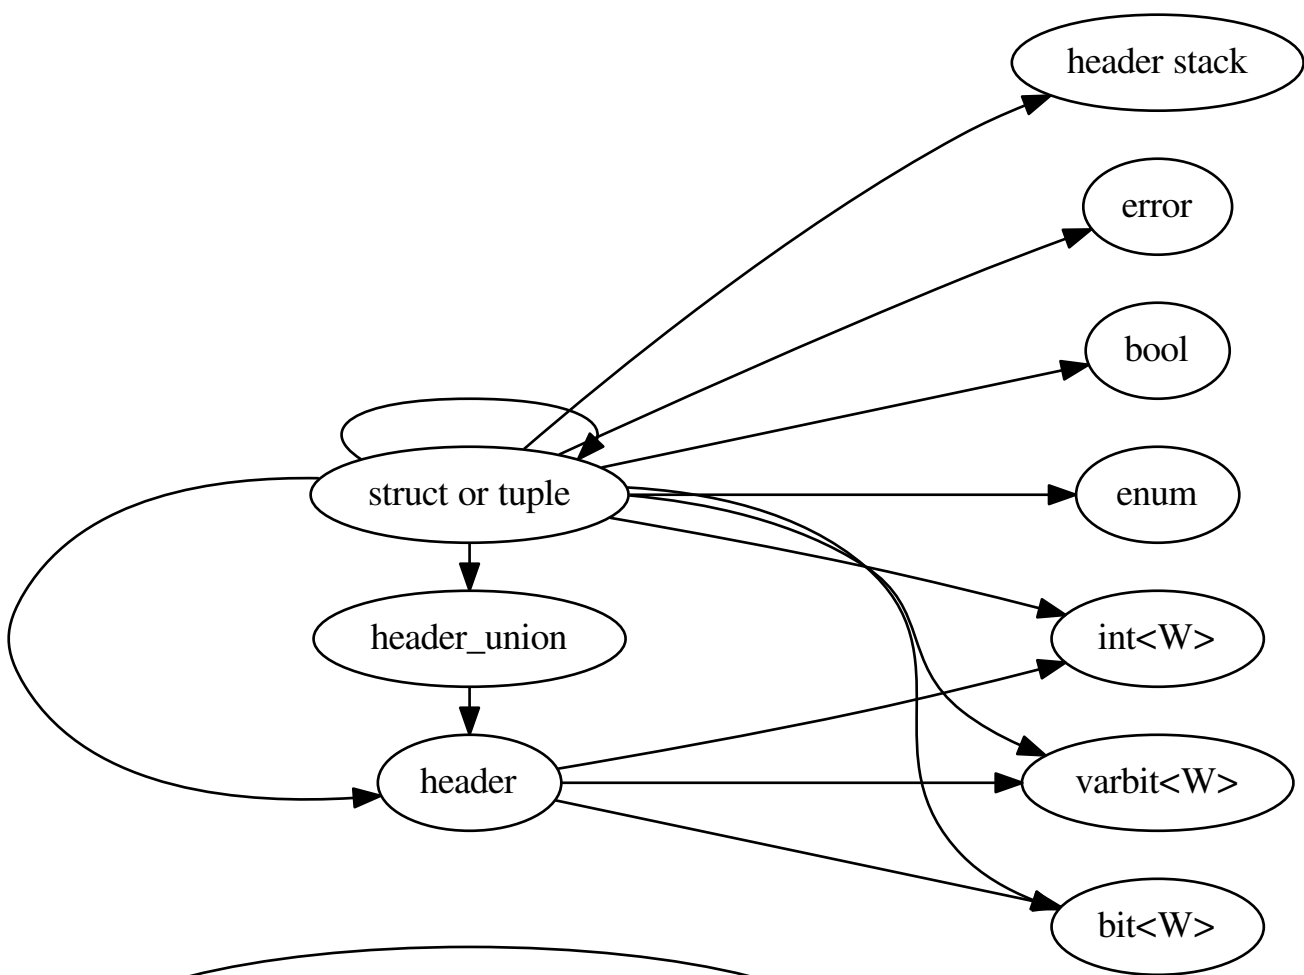 header stack
error
bool
struct or tuple
enum
header_union
int<W>
header
varbit<W>
bit<W>